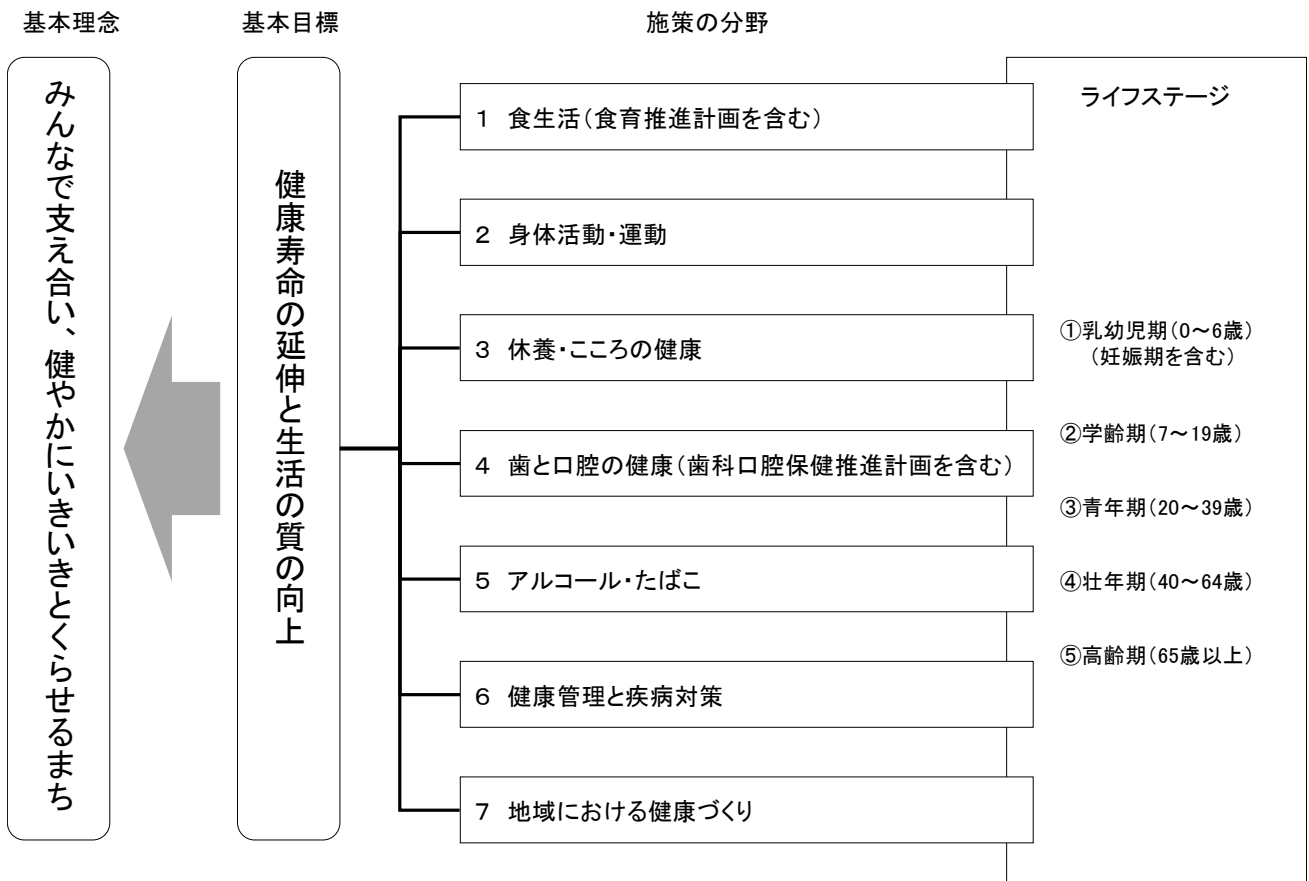 基本理念
基本目標
施策の分野
みんなで支え合い、健やかにいきいきとくらせるまち
健康寿命の延伸と生活の質の向上
1 食生活(食育推進計画を含む)
2 身体活動・運動
3 休養・こころの健康
4 歯と口腔の健康(歯科口腔保健推進計画を含む)
5 アルコール・たばこ
6 健康管理と疾病対策
7 地域における健康づくり
ライフステージ
①乳幼児期(0~6歳)
(妊娠期を含む)
②学齢期(7~19歳)
③青年期(20~39歳)
④壮年期(40~64歳)
⑤高齢期(65歳以上)